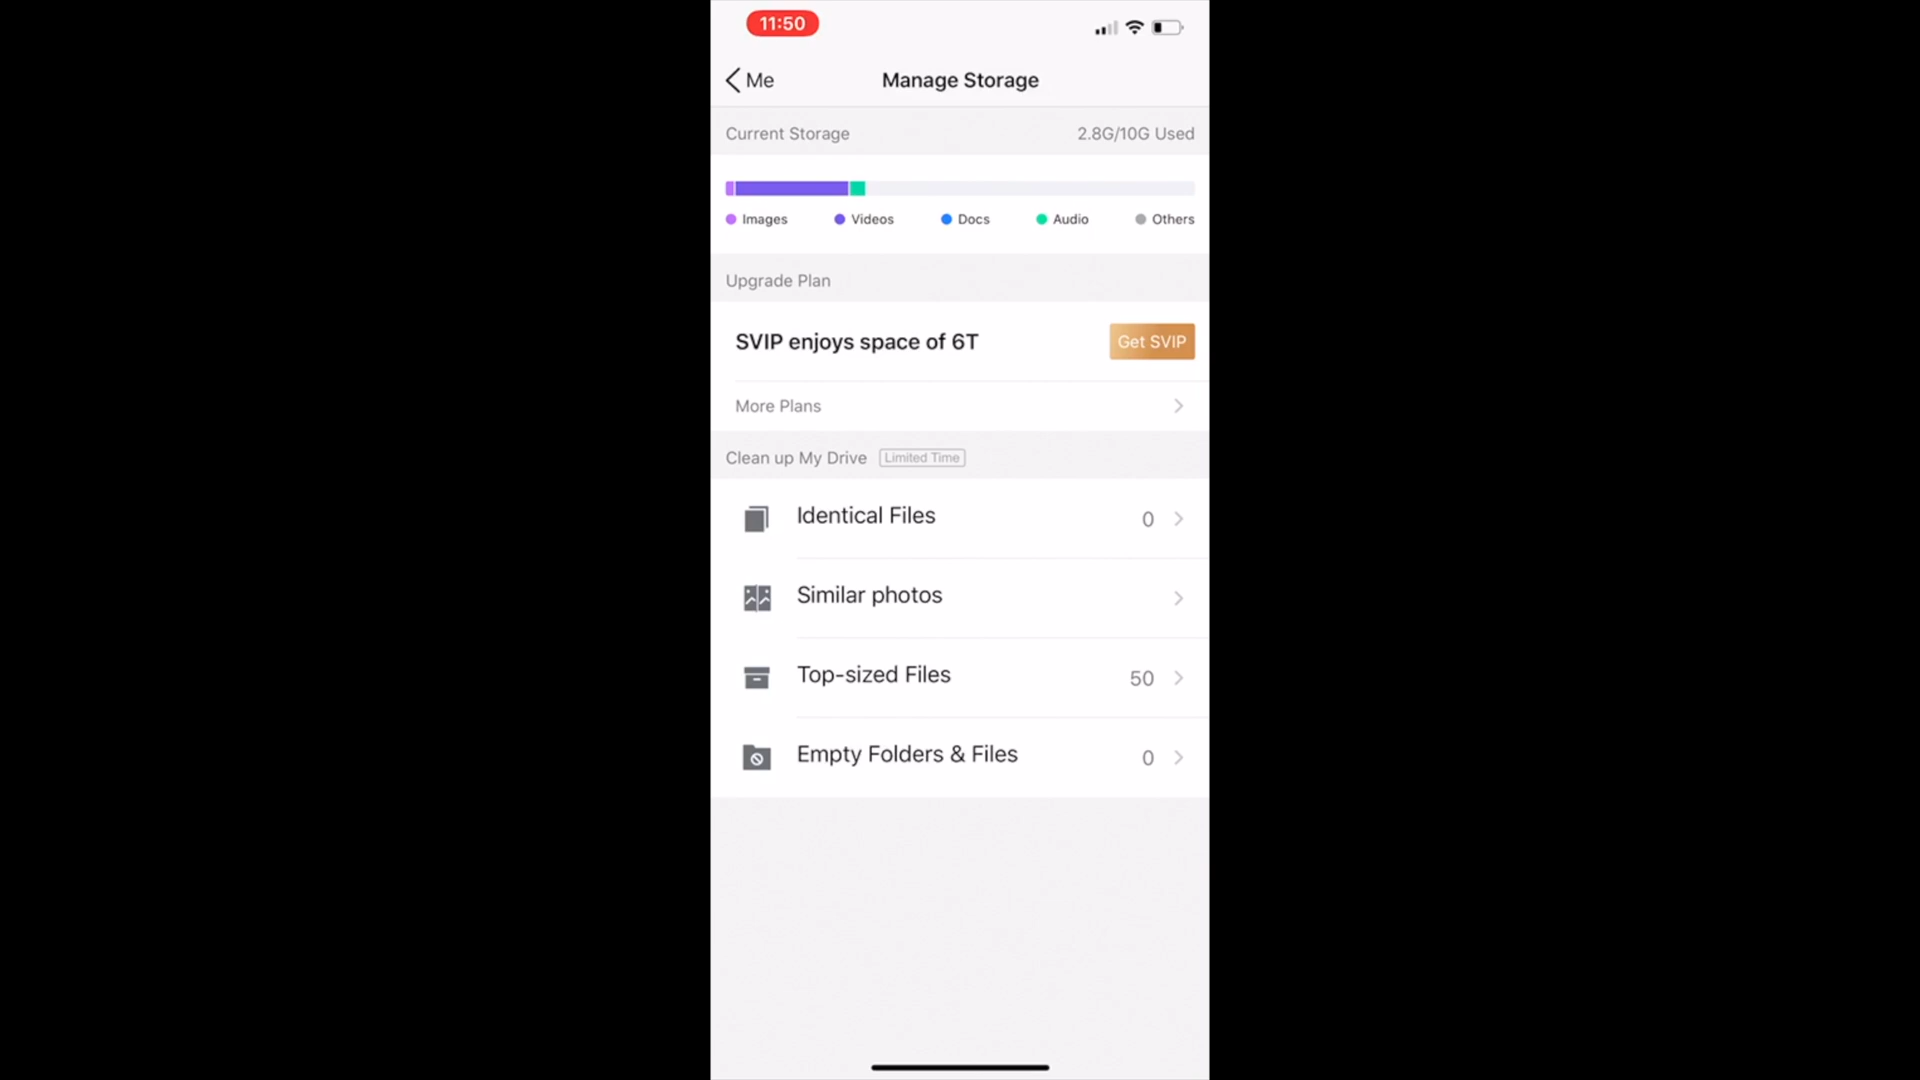 11:50
Me
Manage Storage
Current Storage
2.8G/10G Used
Images
Videos
Docs
Audio
Others
Upgrade Plan
SVIP enjoys space of 6T
Get SVIP
More Plans
Clean up My Drive
Limited Time
Identical Files
0
Similar photos
Top-sized Files
50
Empty Folders & Files
0